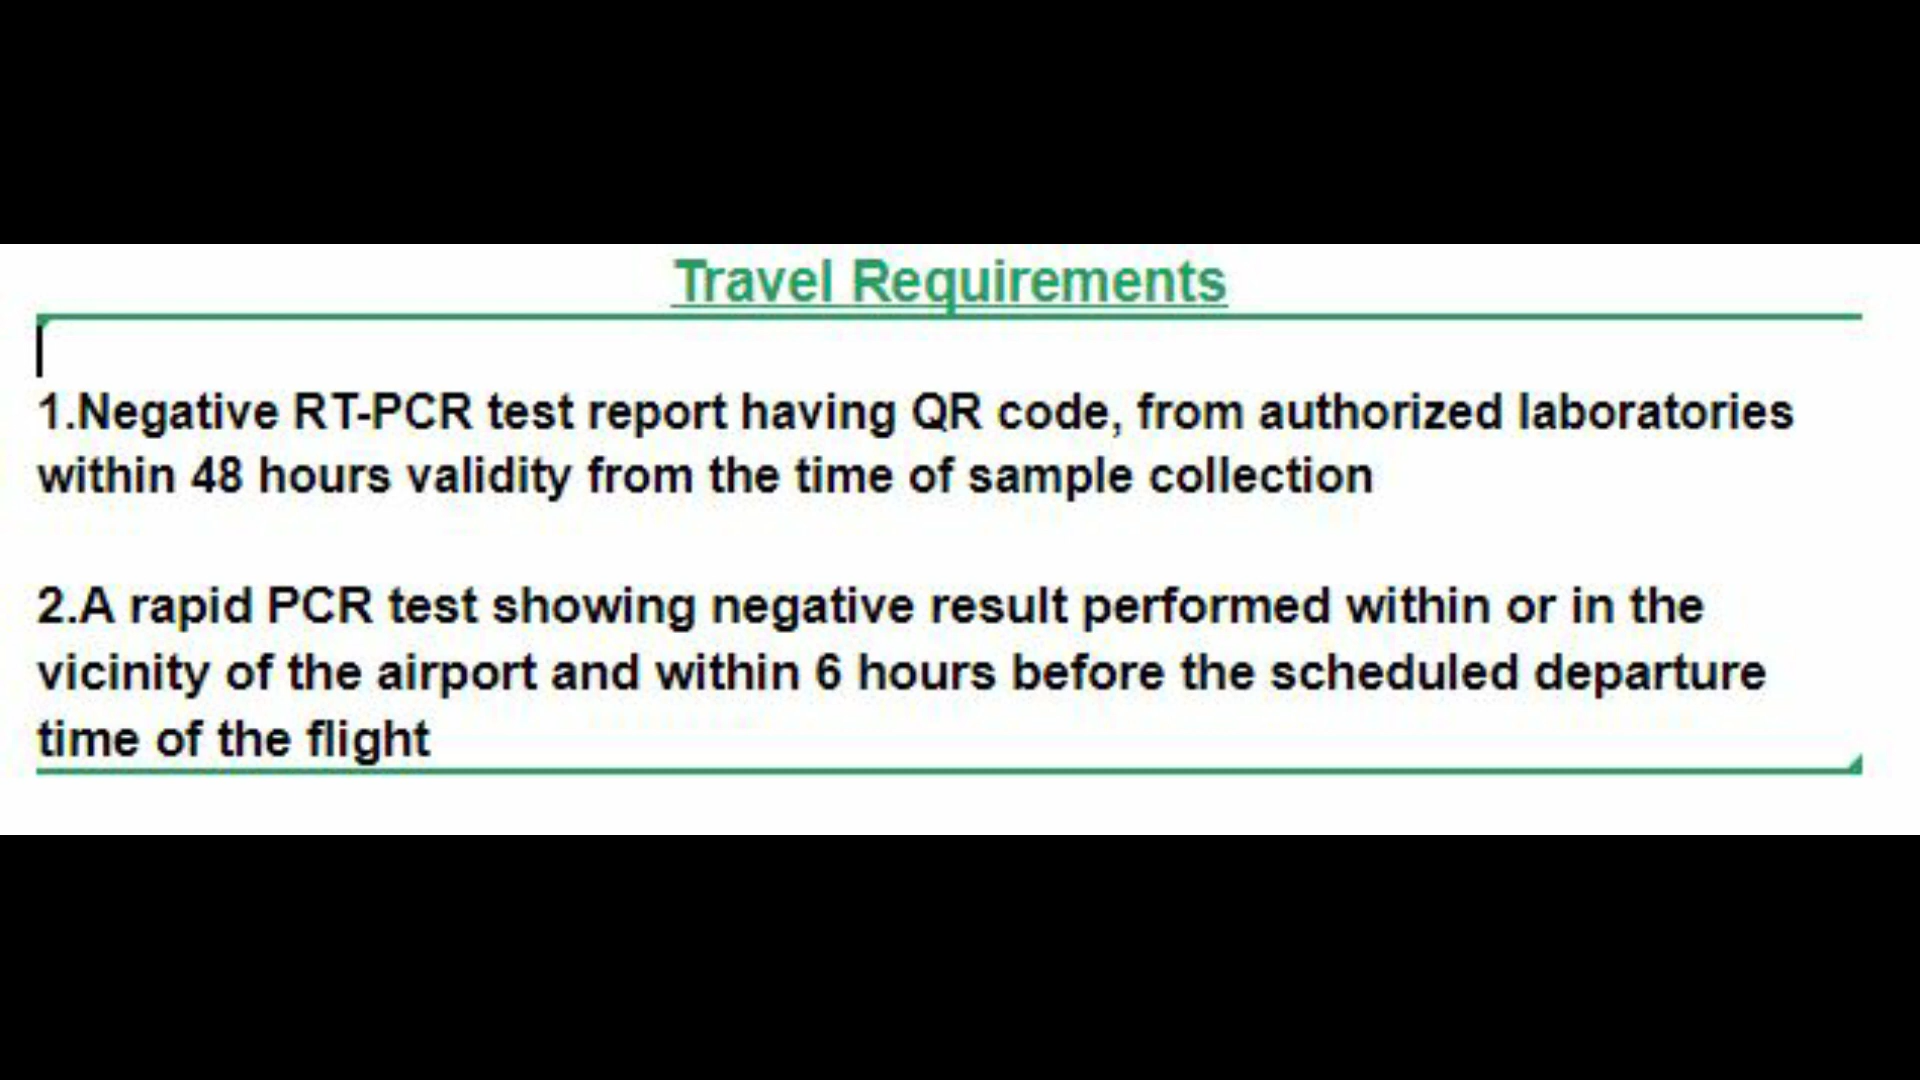 Travel Requirements
1.Negative RT-PCR test report having QR code, from authorized laboratories
within 48 hours validity from the time of sample collection
2.A rapid PCR test showing negative result performed within or in the
vicinity of the airport and within 6 hours before the scheduled departure
time of the flight